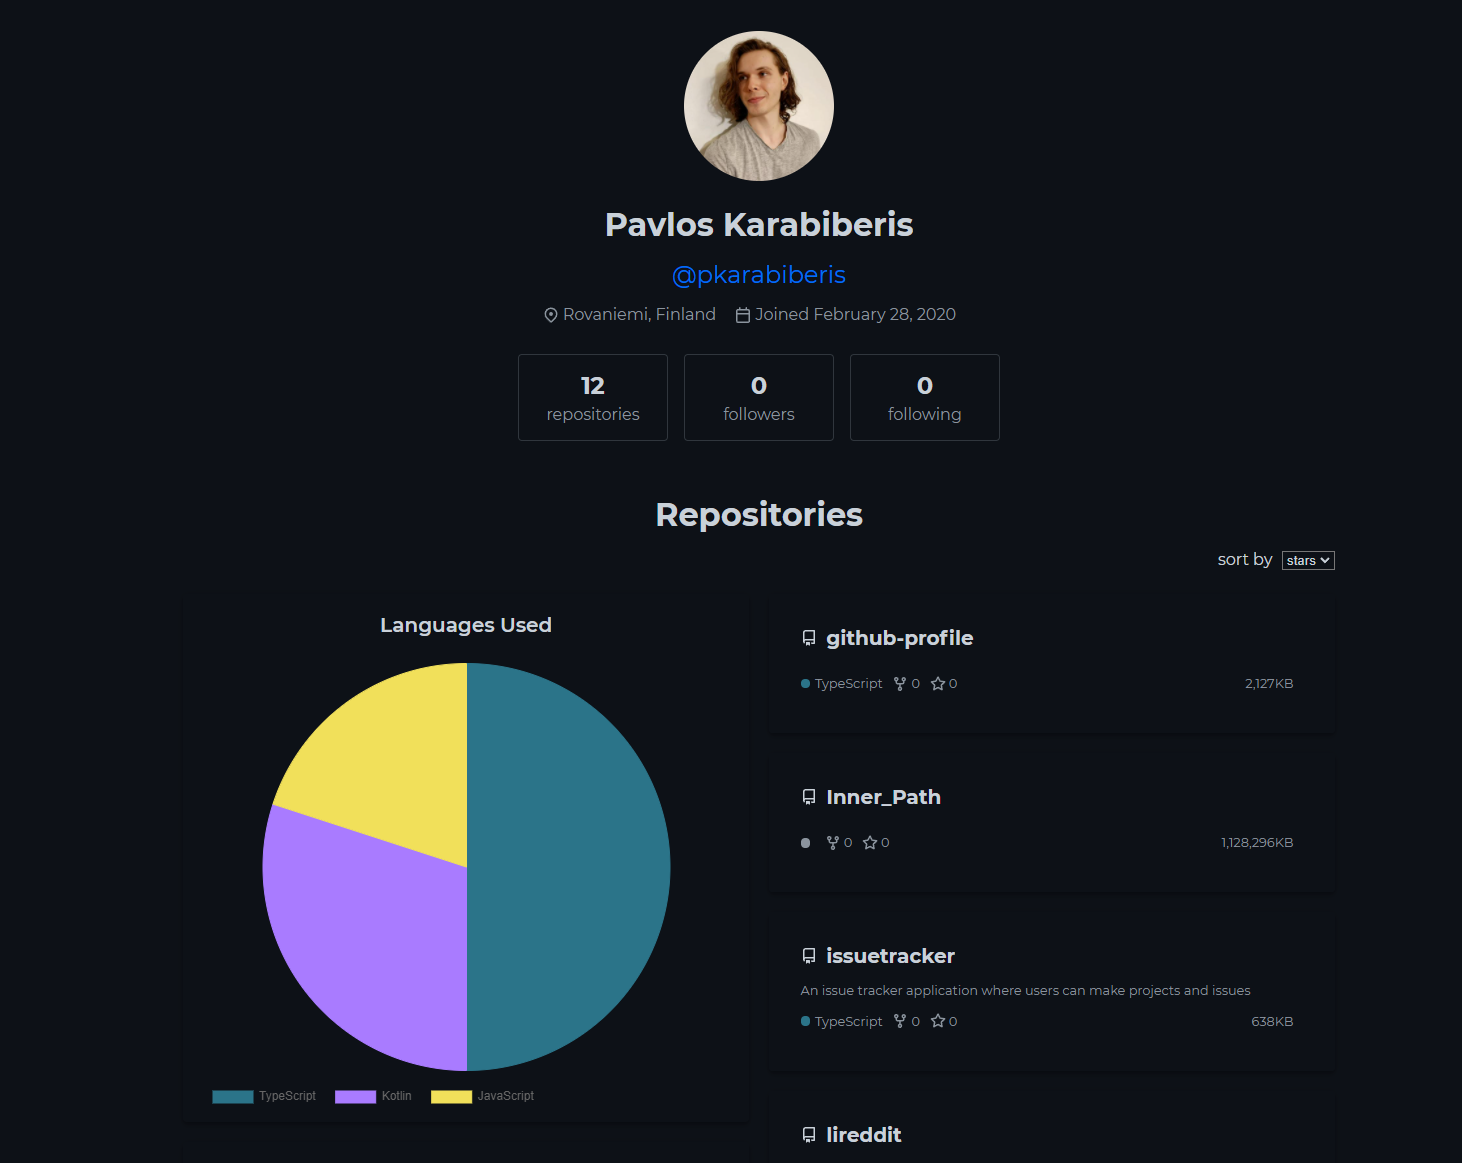 Pavlos Karabiberis
@pkarabiberis
Rovaniemi, Finland Joined February 28, 2020
12 0 0
repositories followers following
Repositories
sort by stars
Languages Used
TypeScript Kotlin JavaScript
github-profile
TypeScript 0 0 2,127KB
Inner_Path
0 0 1,128,296KB
issuetracker
An issue tracker application where users can make projects and issues
TypeScript 0 0 638KB
lireddit